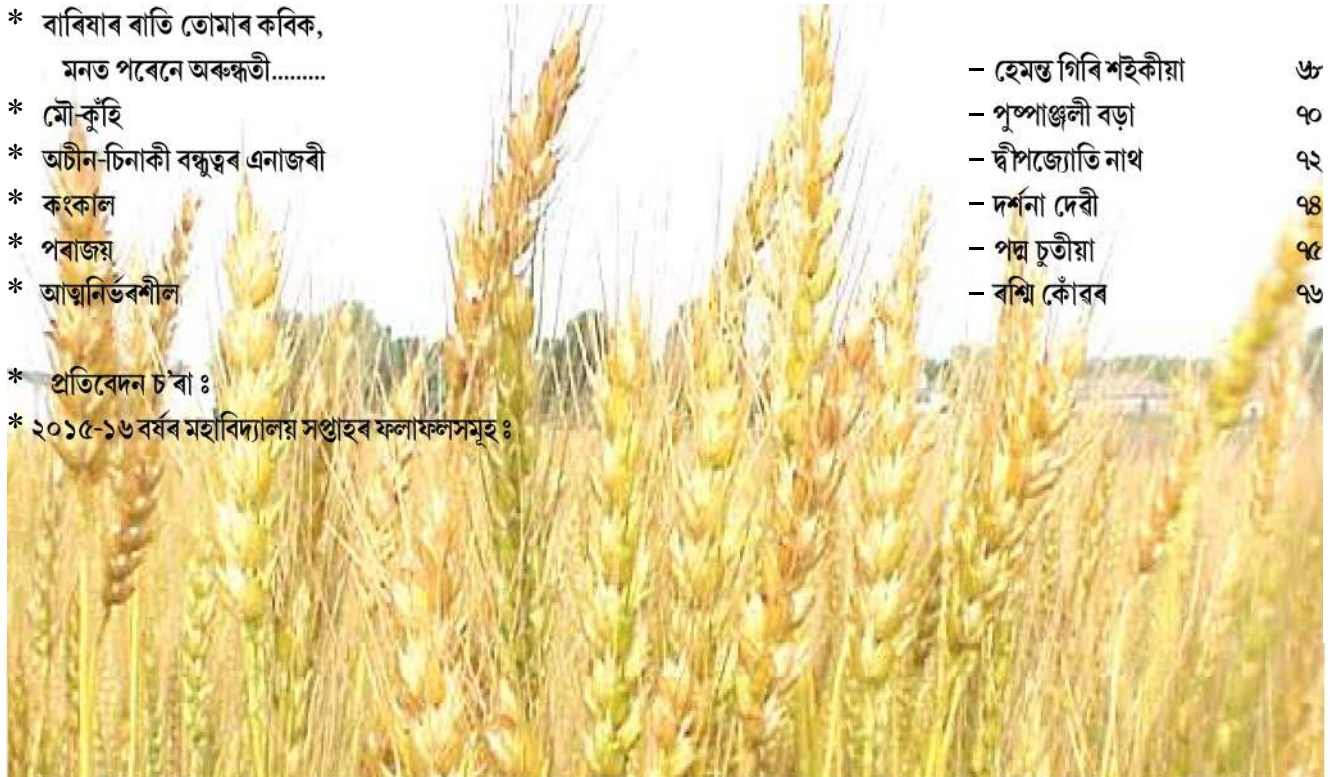 * বাৰিষাৰ ৰাতি তোমাৰ কবিক,
মনত পৰেনে অৰুন্ধতী......... – হেমন্ত গিৰি শইকীয়া ৬৮
* মৌ-কুঁহি – পুষ্পাঞ্জলী বড়া ৭০
* অচীন-চিনাকী বন্ধুত্বৰ এনাজৰী – দ্বীপজ্যোতি নাথ ৭২
* কংকাল – দৰ্শনা দেৱী ৭৪
* পৰাজয় – পদ্ম চুতীয়া ৭৫
* আত্মনিৰ্ভৰশীল – ৰশ্মি কোঁৱৰ ৭৬
* প্ৰতিবেদন চ'ৰা ঃ
* ২০১৫-১৬ বৰ্ষৰ মহাবিদ্যালয় সপ্তাহৰ ফলাফলসমূহ ঃ